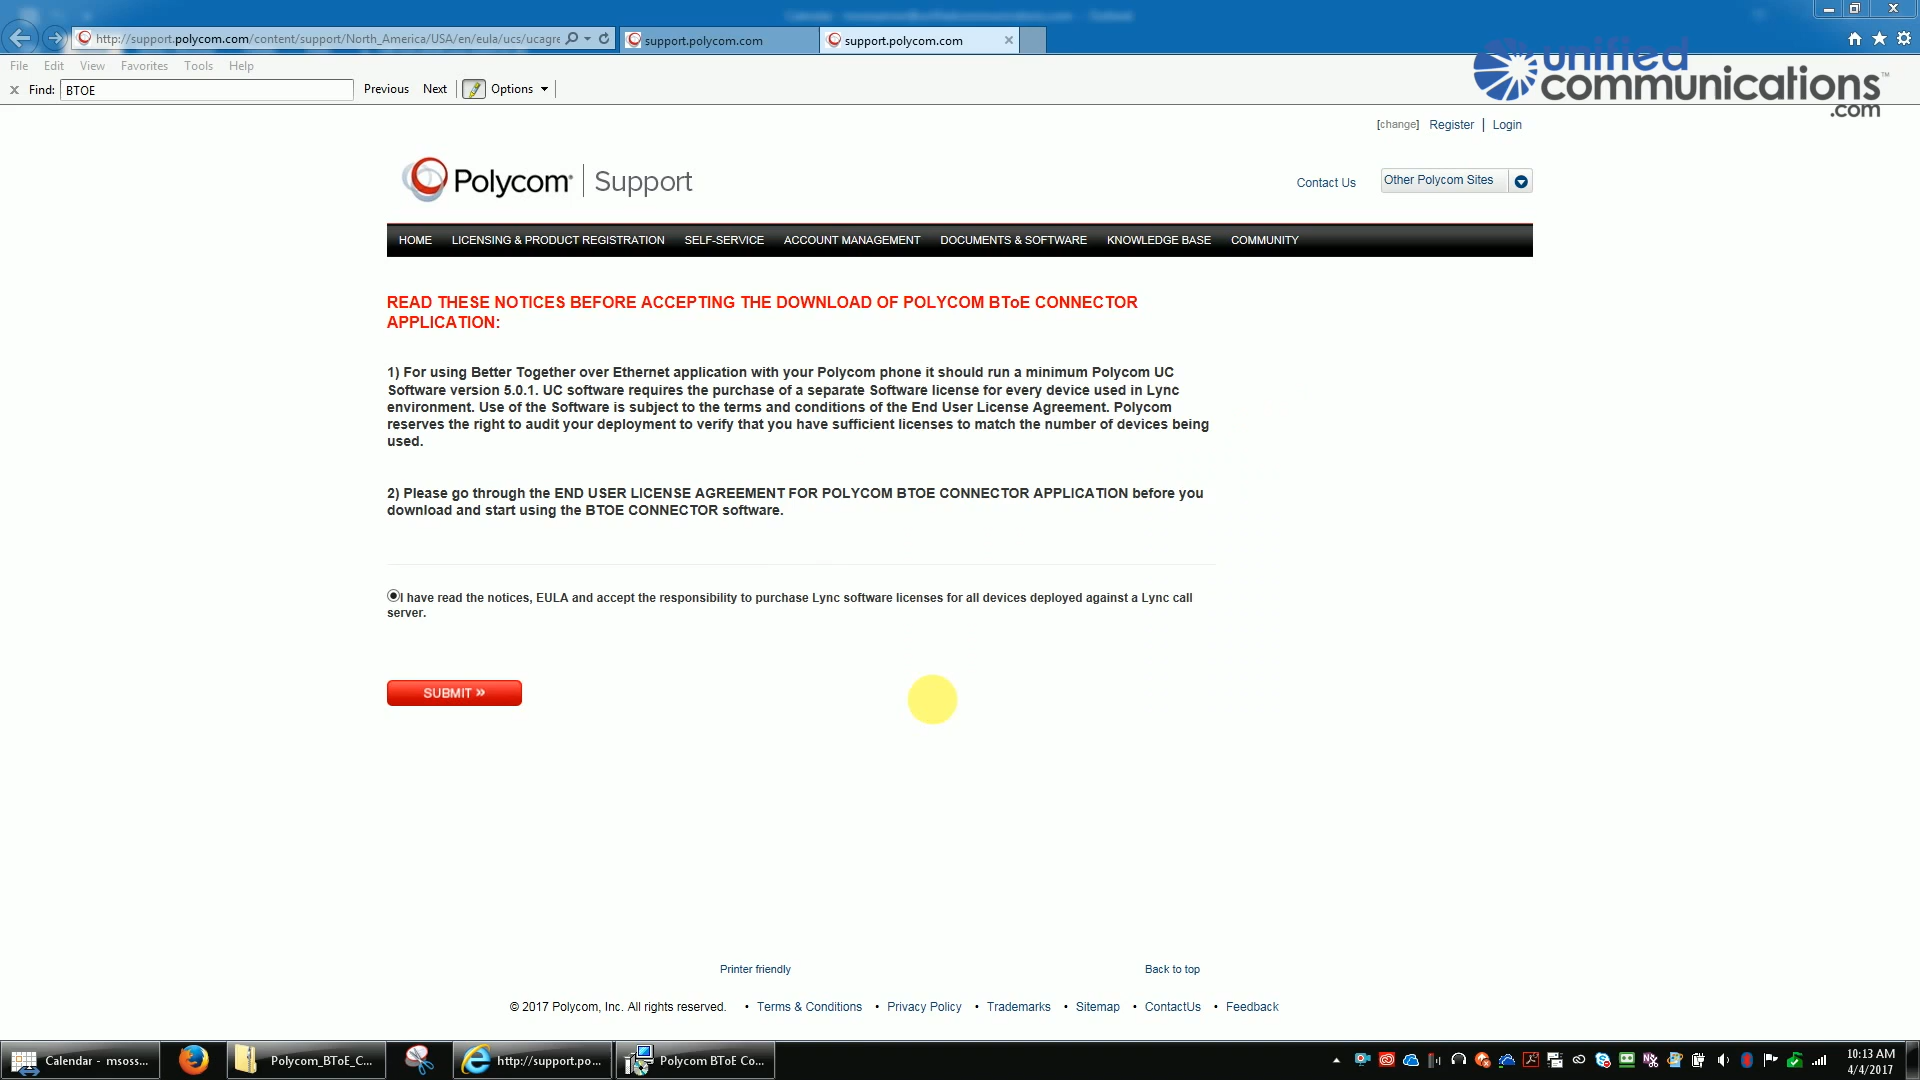 http://support.polycom.com/content/support/North_America/USA/en/eula/ucs/ucagre
support.polycom.com
support.polycom.com
File Edit View Favorites Tools Help
unified
communications™
.com
Find: BTOE Previous Next Options
[change] Register | Login
Polycom Support
Contact Us Other Polycom Sites
HOME LICENSING & PRODUCT REGISTRATION SELF-SERVICE ACCOUNT MANAGEMENT DOCUMENTS & SOFTWARE KNOWLEDGE BASE COMMUNITY
READ THESE NOTICES BEFORE ACCEPTING THE DOWNLOAD OF POLYCOM BToE CONNECTOR
APPLICATION:
1) For using Better Together over Ethernet application with your Polycom phone it should run a minimum Polycom UC
Software version 5.0.1. UC software requires the purchase of a separate Software license for every device used in Lync
environment. Use of the Software is subject to the terms and conditions of the End User License Agreement. Polycom
reserves the right to audit your deployment to verify that you have sufficient licenses to match the number of devices being
used.
2) Please go through the END USER LICENSE AGREEMENT FOR POLYCOM BTOE CONNECTOR APPLICATION before you
download and start using the BTOE CONNECTOR software.
I have read the notices, EULA and accept the responsibility to purchase Lync software licenses for all devices deployed against a Lync call
server.
SUBMIT »
Printer friendly Back to top
© 2017 Polycom, Inc. All rights reserved. • Terms & Conditions • Privacy Policy • Trademarks • Sitemap • ContactUs • Feedback
Calendar - msoss... Polycom_BToE_C... http://support.po... Polycom BToE Co...
10:13 AM
4/4/2017